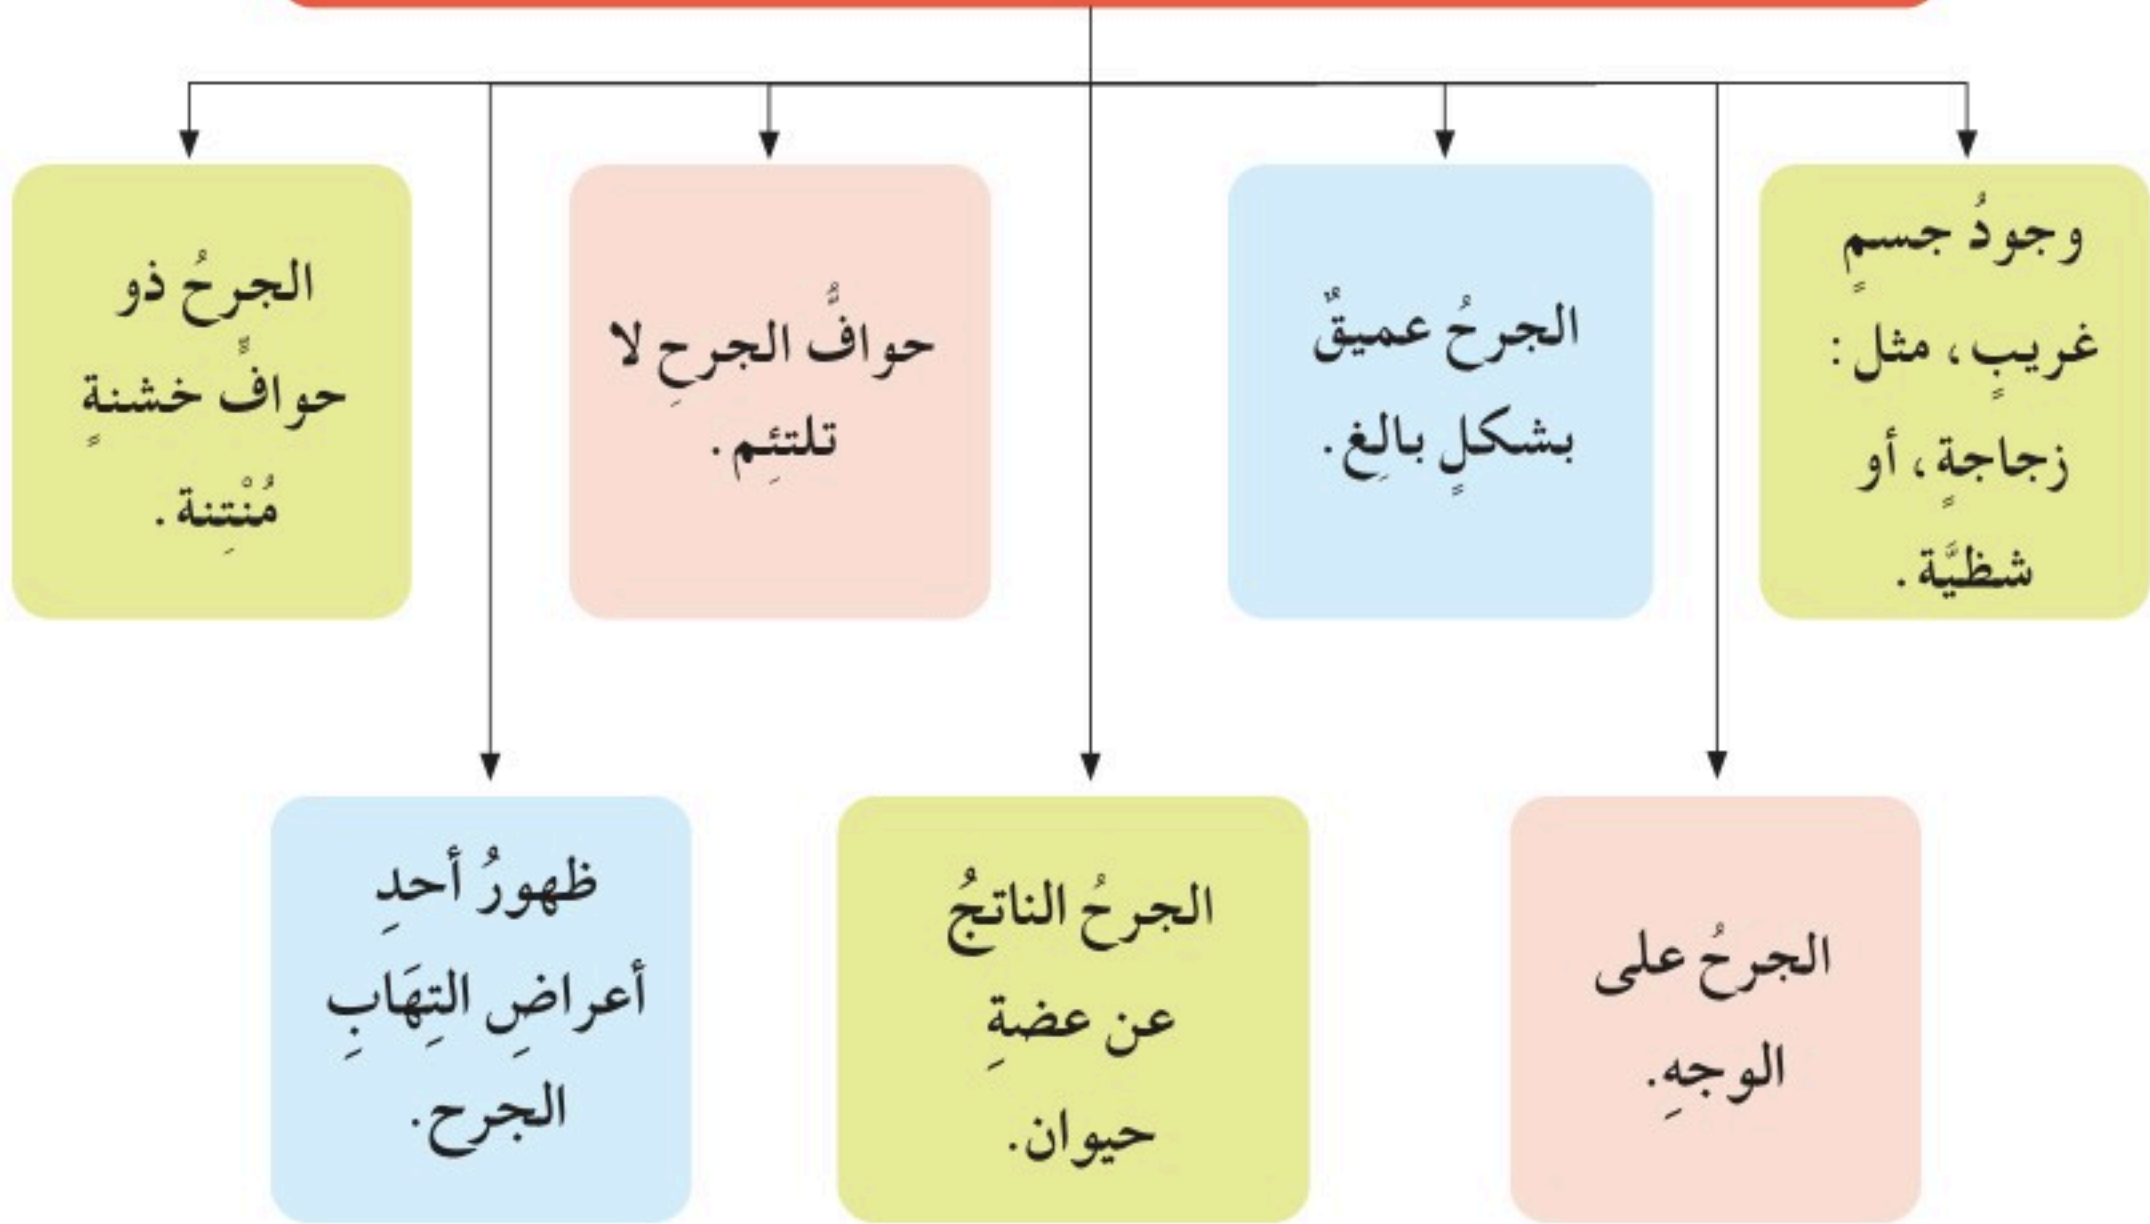 وجودُ جسمٍ
غريبٍ، مثل:
زجاجةٍ، أو
شظيَّة.
الجرحُ عميقٌ
بشكلٍ بالِغ.
حوافُّ الجرحِ لا
تلتئِم.
الجرحُ ذو
حوافٍّ خشنةٍ
مُنْتِنة.
الجرحُ على
الوجهِ.
الجرحُ الناتجُ
عن عضةِ
حيوان.
ظهورُ أحدِ
أعراضِ التِهَابِ
الجرح.